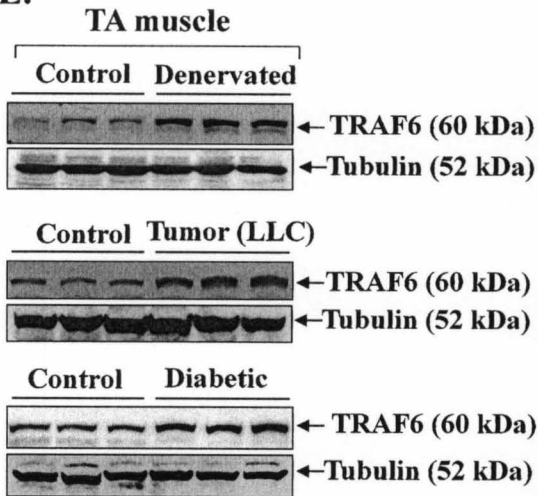 TA muscle
Control Denervated
TRAF6 (60 kDa)
Tubulin (52 kDa)
Control Tumor (LLC)
TRAF6 (60 kDa)
Tubulin (52 kDa)
Control Diabetic
TRAF6 (60 kDa)
Tubulin (52 kDa)